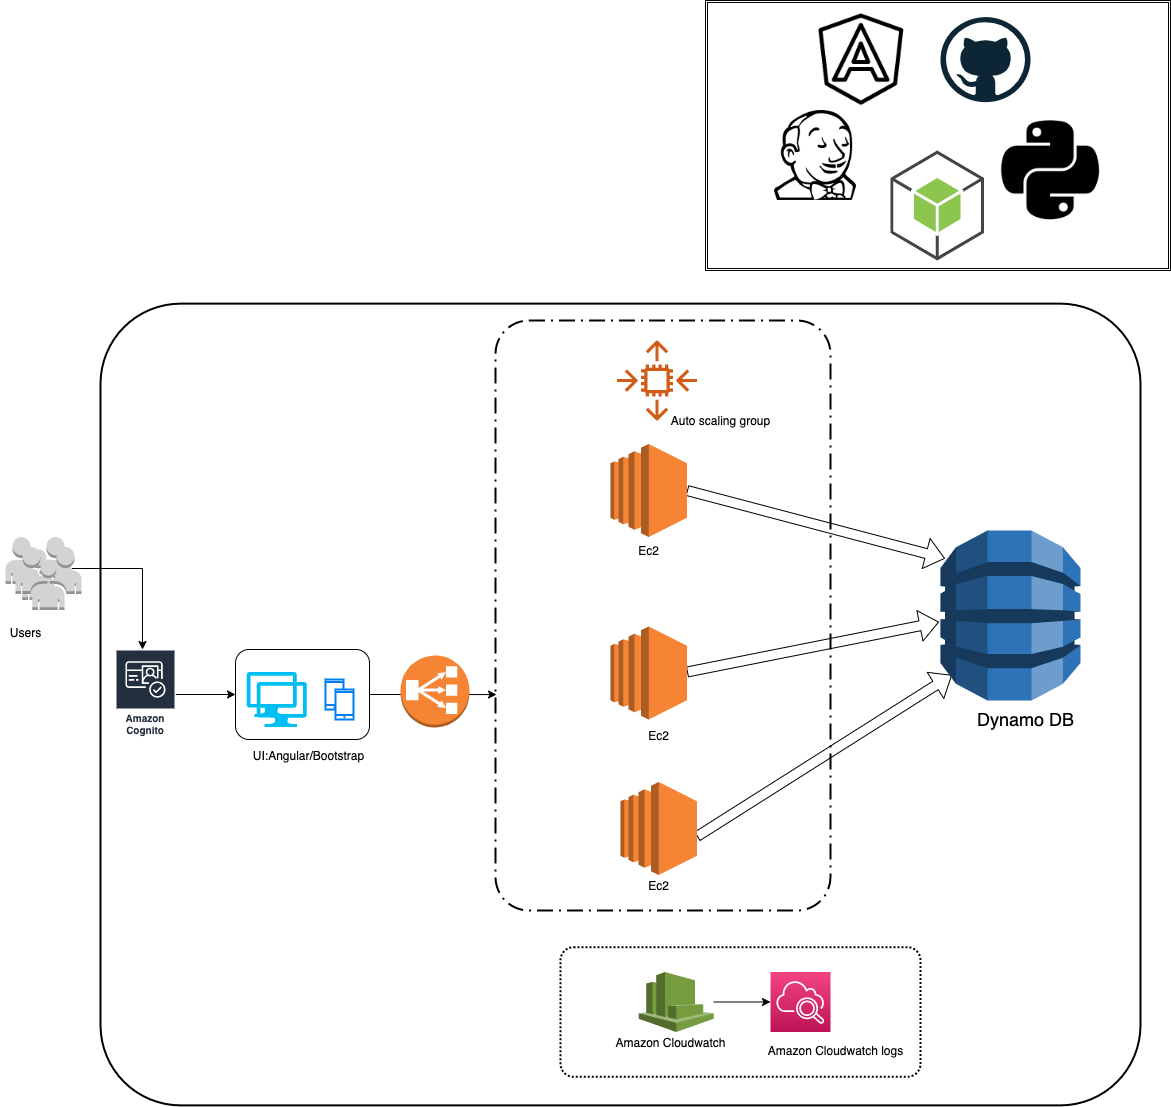 A
Auto scaling group
Ec2
Users
Amazon
Cognito
UI:Angular/Bootstrap
Ec2
Dynamo DB
Ec2
Amazon Cloudwatch
Amazon Cloudwatch logs